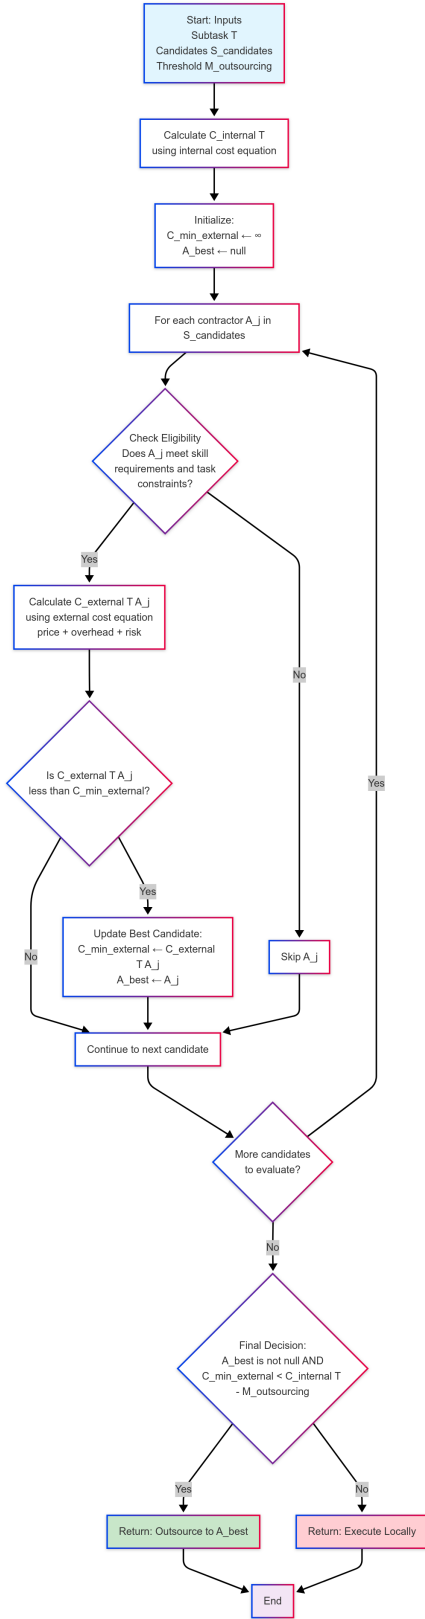 Start: Inputs
Subtask T
Candidates S_candidates
Threshold M_outsourcing
Calculate C_internal T
using internal cost equation
Initialize:
C_min_external ← ∞
A_best ← null
For each contractor A_j in
S_candidates
Check Eligibility
Does A_j meet skill
requirements and task
constraints?
Yes
Calculate C_external T A_j
using external cost equation
price + overhead + risk
No
Is C_external T A_j
less than C_min_external?
Yes
Yes
Update Best Candidate:
C_min_external ← C_external
T A_j
A_best ← A_j
No
Skip A_j
Continue to next candidate
More candidates
to evaluate?
No
Final Decision:
A_best is not null AND
C_min_external < C_internal T
- M_outsourcing
Yes
No
Return: Outsource to A_best
Return: Execute Locally
End